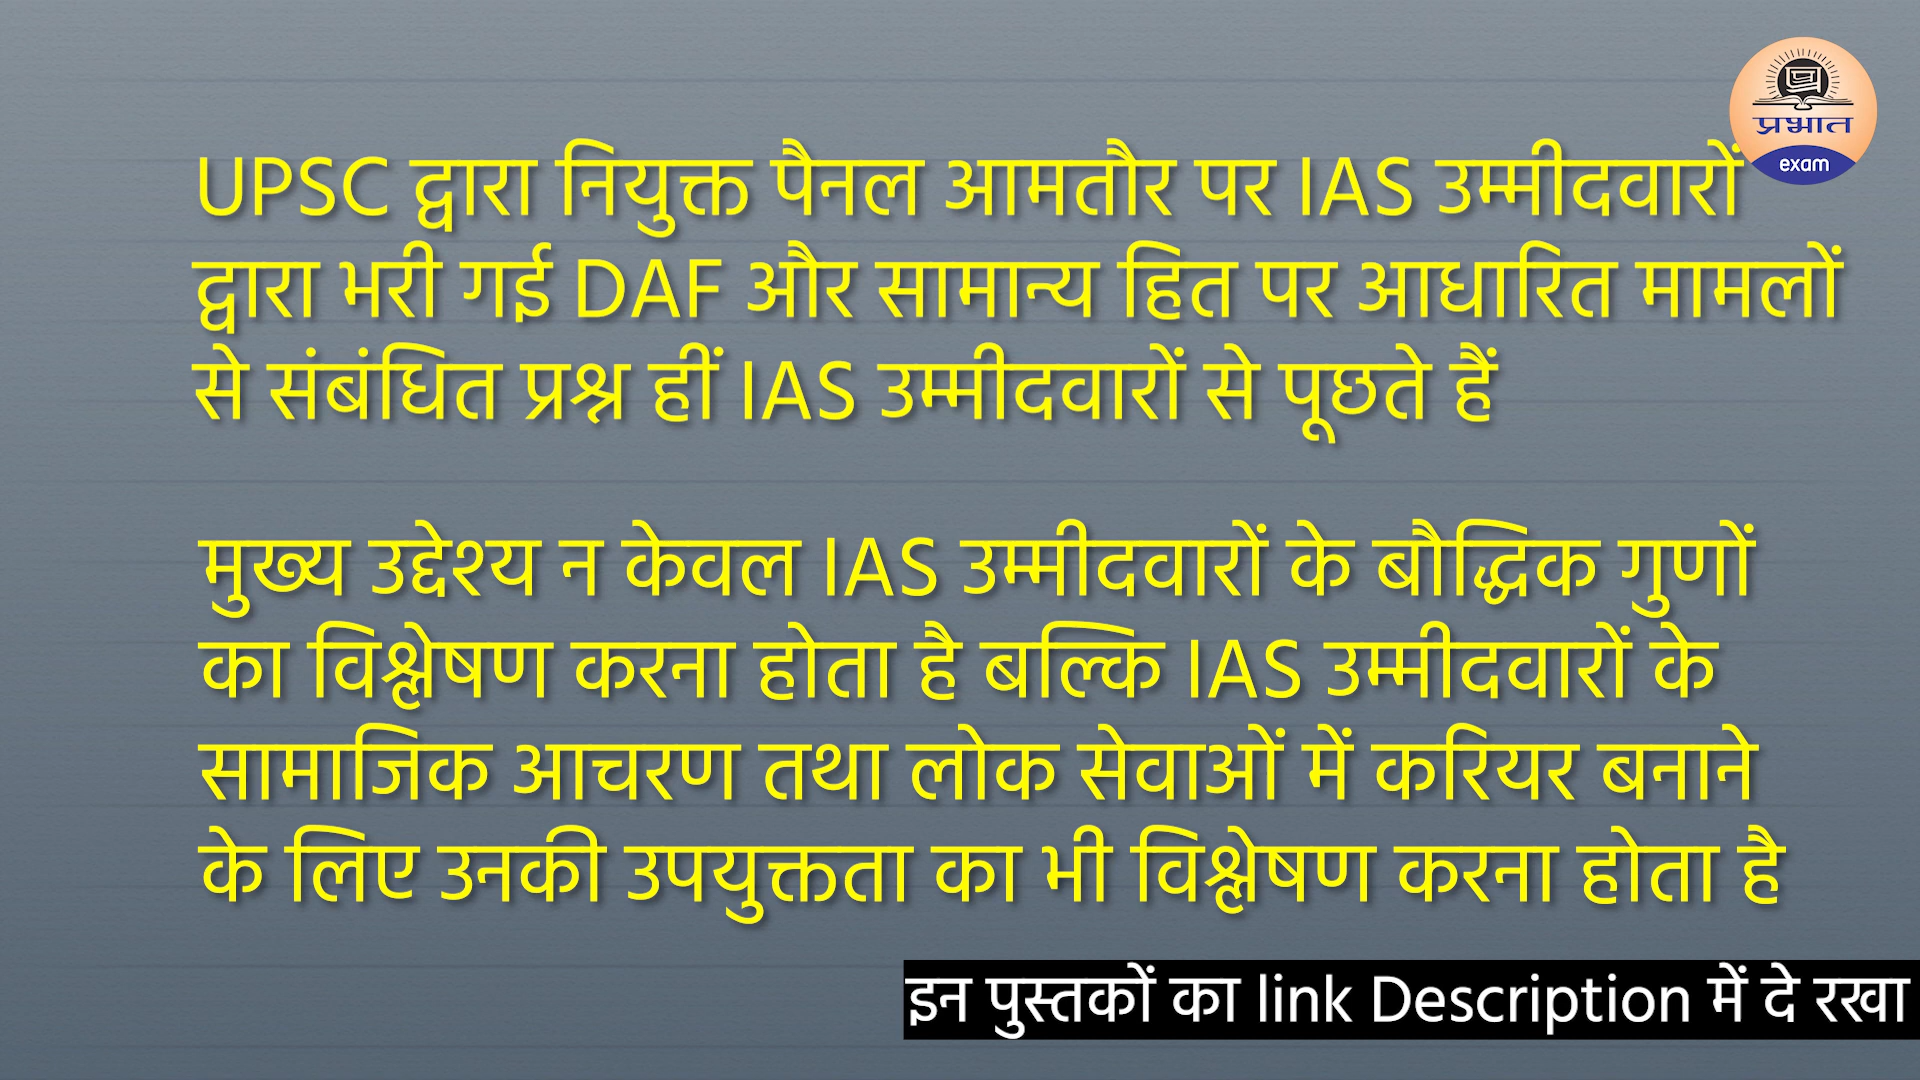 प्रभात
exam
UPSC द्वारा नियुक्त पैनल आमतौर पर IAS उम्मीदवारों
द्वारा भरी गई DAF और सामान्य हित पर आधारित मामलों
से संबंधित प्रश्न हीं IAS उम्मीदवारों से पूछते हैं
मुख्य उद्देश्य न केवल IAS उम्मीदवारों के बौद्धिक गुणों
का विश्लेषण करना होता है बल्कि IAS उम्मीदवारों के
सामाजिक आचरण तथा लोक सेवाओं में करियर बनाने
के लिए उनकी उपयुक्तता का भी विश्लेषण करना होता है
इन पुस्तकों का link Description में दे रखा